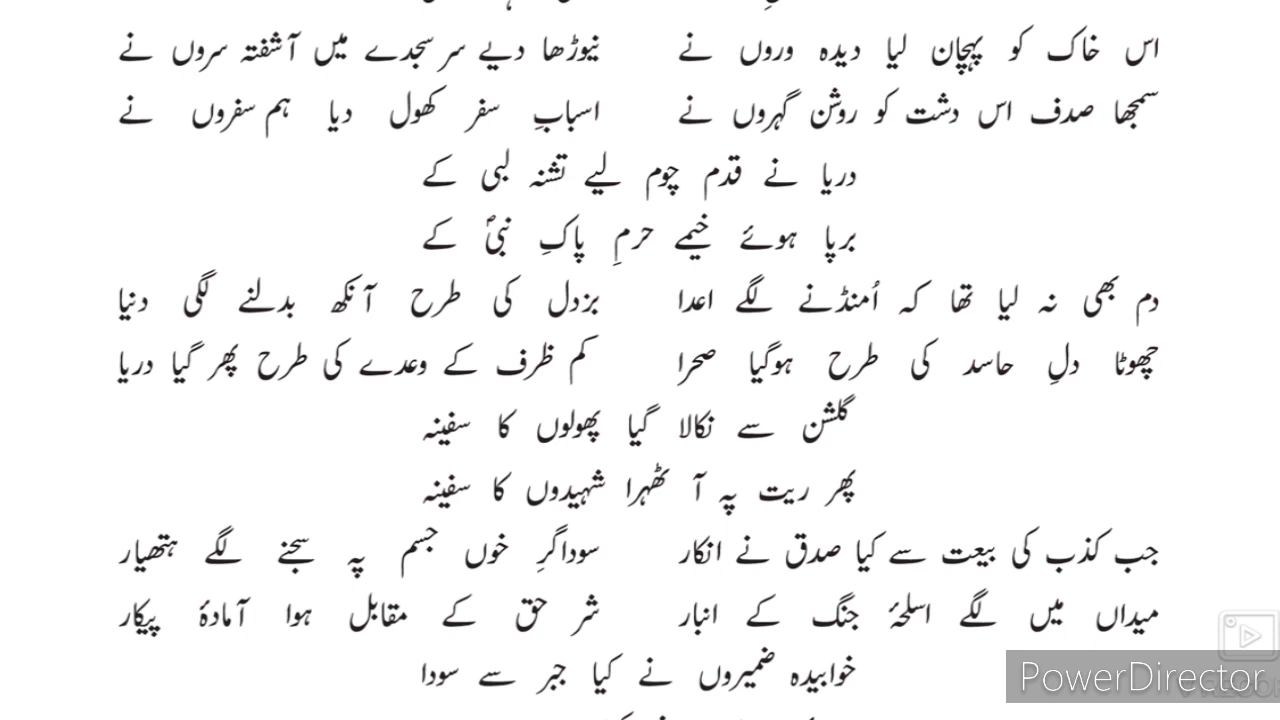 اس خاک کو پہچان لیا دیدہ وروں نے نیوڑھا دیے سر سجدے میں آشفتہ سروں نے
سمجھا صدف اس دشت کو روشن گہروں نے اسبابِ سفر کھول دیا ہم سفروں نے
دریا نے قدم چوم لیے تشنہ لبی کے
برپا ہوئے خیمے حرمِ پاکِ نبیؐ کے
دم بھی نہ لیا تھا کہ اُمنڈنے لگے اعدا بزدل کی طرح آنکھ بدلنے لگی دنیا
چھوٹا دلِ حاسد کی طرح ہوگیا صحرا کم ظرف کے وعدے کی طرح پھر گیا دریا
گلشن سے نکالا گیا پھولوں کا سفینہ
پھر ریت پہ آ ٹھہرا شہیدوں کا سفینہ
جب کذب کی بیعت سے کیا صدق نے انکار سوداگرِ خوں جسم پہ سجنے لگے ہتھیار
میداں میں لگے اسلحۂ جنگ کے انبار شر حق کے مقابل ہوا آمادۂ پیکار
خوابیدہ ضمیروں نے کیا جبر سے سودا
PowerDirector